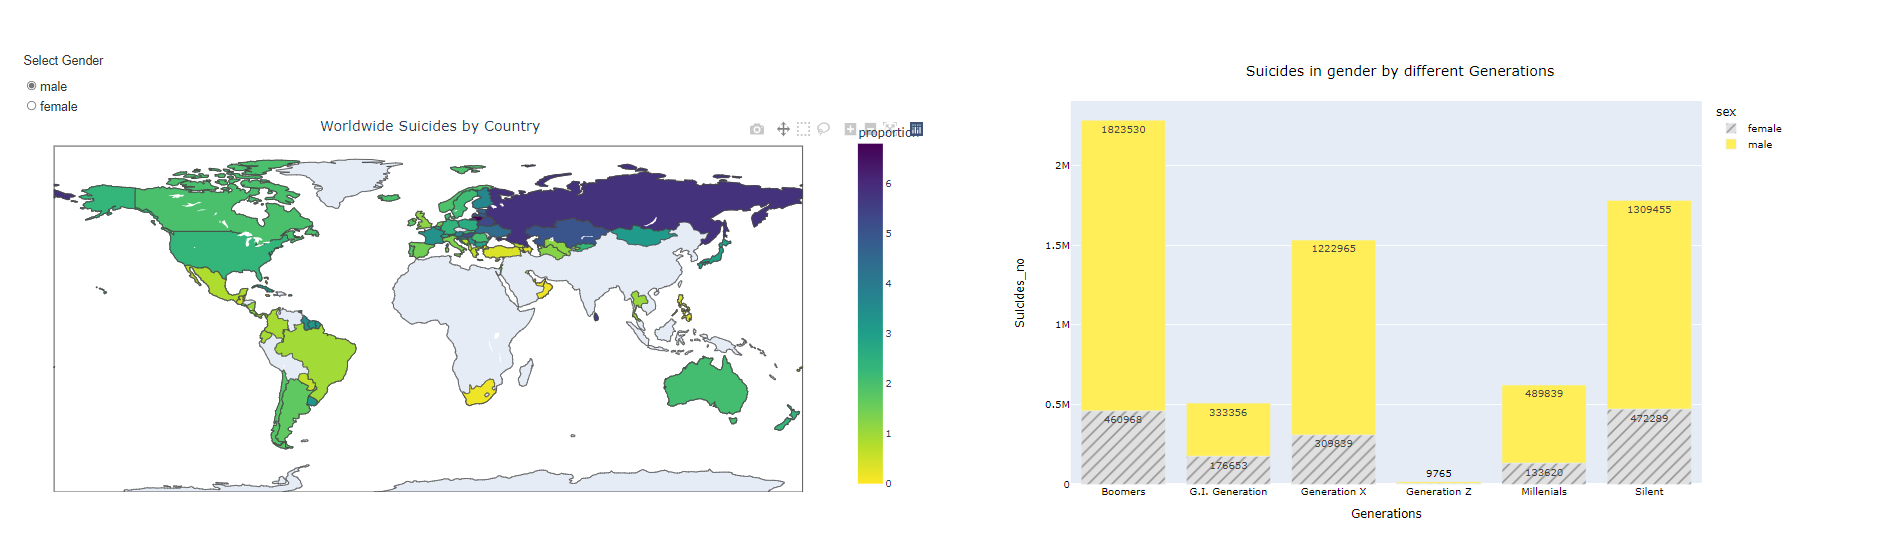 Select Gender
male
female
Worldwide Suicides by Country
proportion
6
5
4
3
2
1
0
Suicides in gender by different Generations
sex
female
male
Suicides_no
2M
1.5M
1M
0.5M
0
1823530
460968
333356
176653
1222965
309839
9765
489839
133620
1309455
472289
Boomers
G.I. Generation
Generation X
Generation Z
Millenials
Silent
Generations